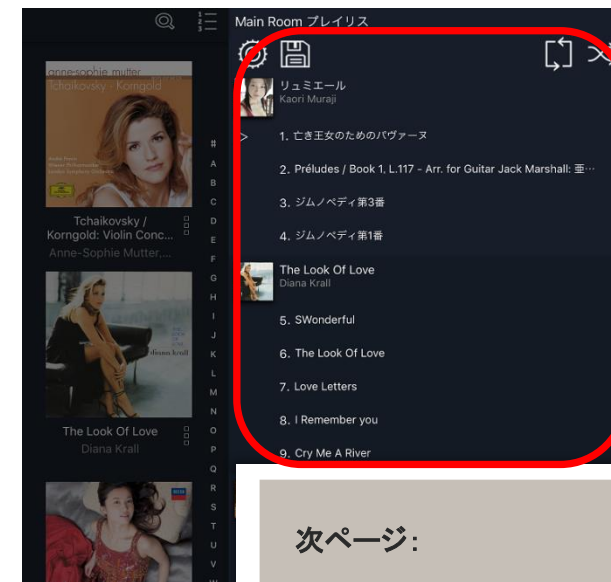 Main Room プレイリスト
リュミエール
Kaori Muraji
> 1. 亡き王女のためのパヴァーヌ
2. Préludes / Book 1, L.117 - Arr. for Guitar Jack Marshall: 亜…
3. ジムノペディ第3番
4. ジムノペディ第1番
The Look Of Love
Diana Krall
5. SWonderful
6. The Look Of Love
7. Love Letters
8. I Remember you
9. Cry Me A River
anne-sophie mutter
Tchaikovsky · Korngold
Tchaikovsky /
Korngold: Violin Conc...
Anne-Sophie Mutter,...
diana krall
The Look Of Love
Diana Krall
DECCA
#
A
B
C
D
E
F
G
H
I
J
K
L
M
N
O
P
Q
R
S
T
U
V
W
次ページ: